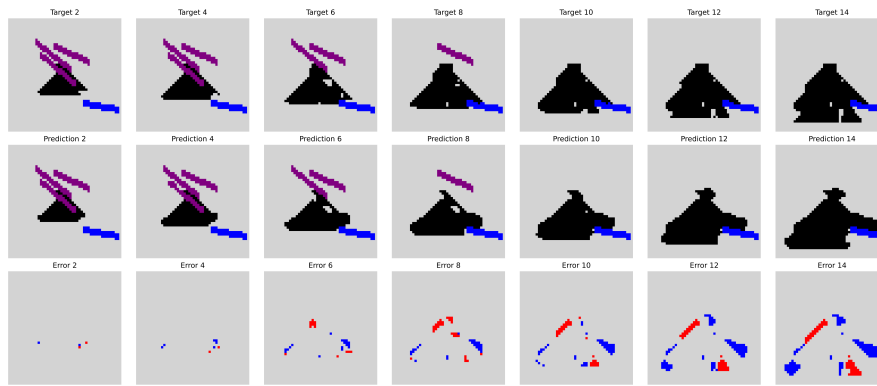 Target 2 Target 4 Target 6 Target 8 Target 10 Target 12 Target 14
Prediction 2 Prediction 4 Prediction 6 Prediction 8 Prediction 10 Prediction 12 Prediction 14
Error 2 Error 4 Error 6 Error 8 Error 10 Error 12 Error 14